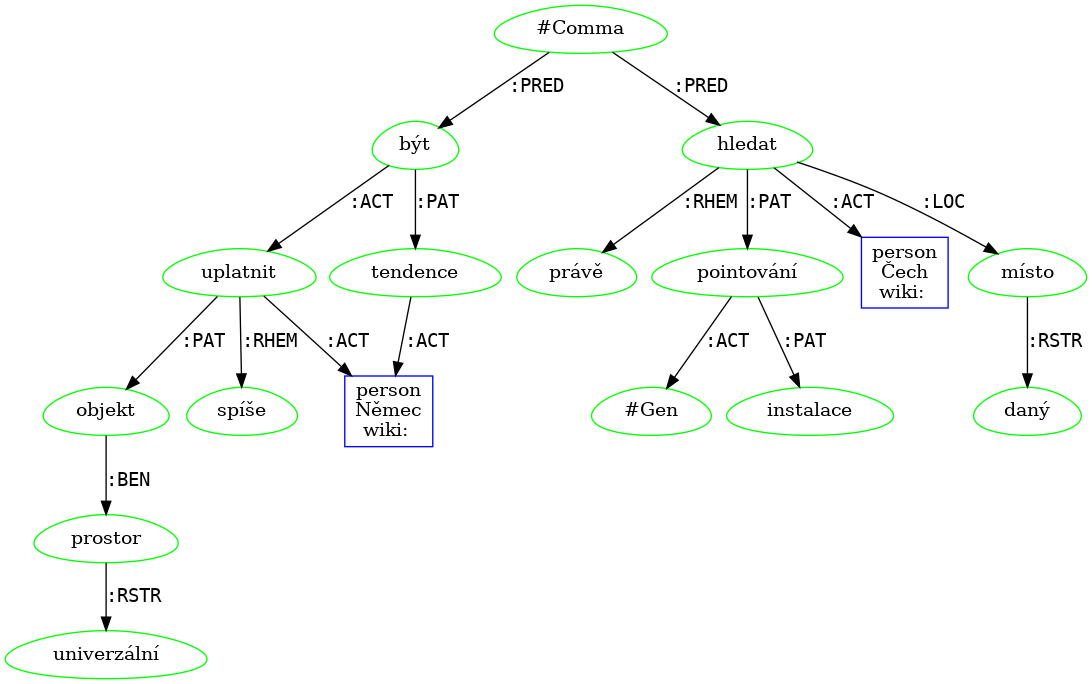 #Comma
:PRED :PRED
být hledat
:ACT :PAT :RHEM :PAT :ACT :LOC
uplatnit tendence právě pointování person místo
Čech
wiki:
:PAT :RHEM :ACT :ACT :ACT :PAT :RSTR
objekt spíše person #Gen instalace daný
Němec
wiki:
:BEN
prostor
:RSTR
univerzální